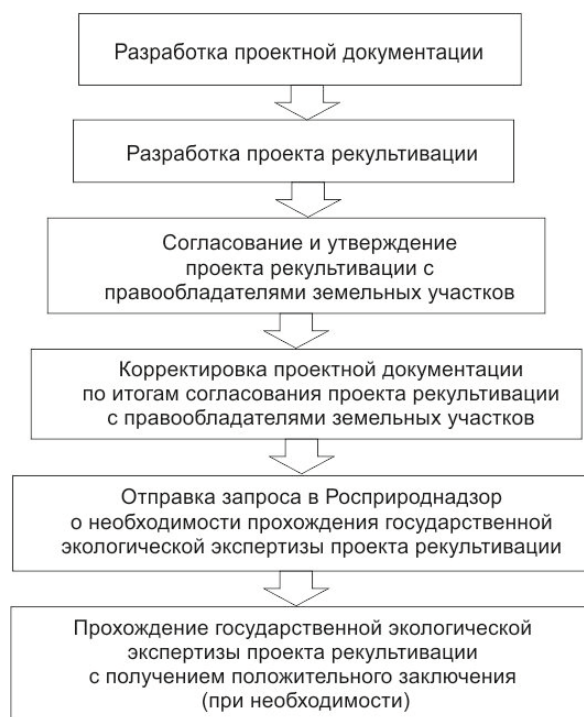 Разработка проектной документации
Разработка проекта рекультивации
Согласование и утверждение
проекта рекультивации с
правообладателями земельных участков
Корректировка проектной документации
по итогам согласования проекта рекультивации
с правообладателями земельных участков
Отправка запроса в Росприроднадзор
о необходимости прохождения государственной
экологической экспертизы проекта рекультивации
Прохождение государственной экологической
экспертизы проекта рекультивации
с получением положительного заключения
(при необходимости)